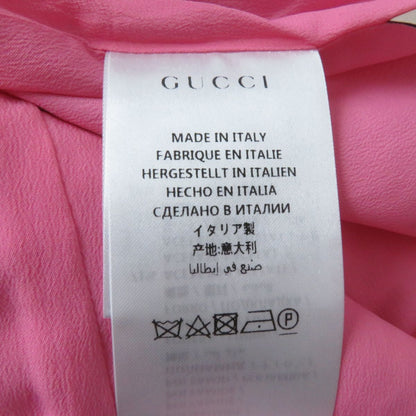 GUCCI
MADE IN ITALY
FABRIQUE EN ITALIE
HERGESTELLT IN ITALIEN
HECHO EN ITALIA
СДЕЛАНО В ИТАЛИИ
イタリア製
产地:意大利
صنع في إيطاليا